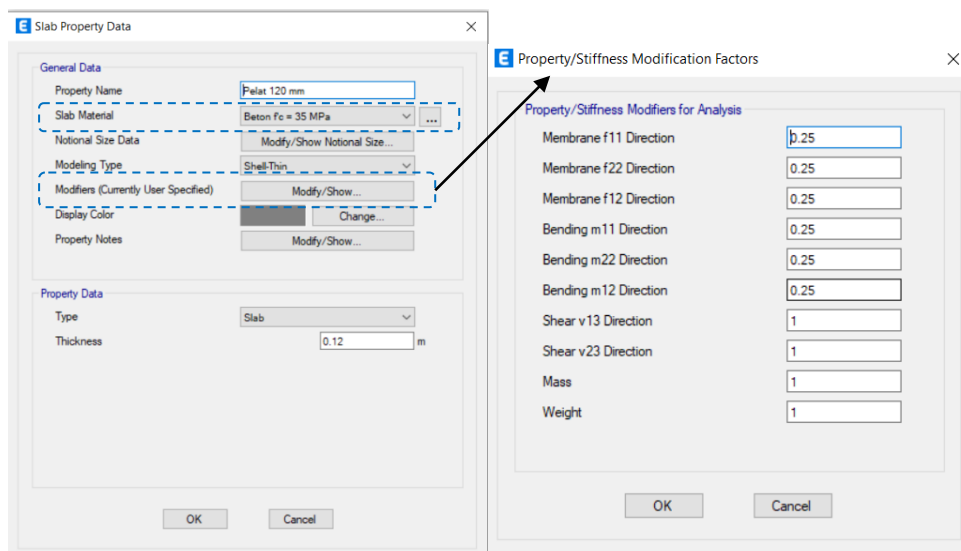 Slab Property Data
General Data
Property Name Pelat 120 mm
Slab Material Beton f'c = 35 MPa ...
Notional Size Data Modify/Show Notional Size...
Modeling Type Shell-Thin
Modifiers (Currently User Specified) Modify/Show...
Display Color Change...
Property Notes Modify/Show...
Property Data
Type Slab
Thickness 0.12 m
OK Cancel
Property/Stiffness Modification Factors
Property/Stiffness Modifiers for Analysis
Membrane f11 Direction 0.25
Membrane f22 Direction 0.25
Membrane f12 Direction 0.25
Bending m11 Direction 0.25
Bending m22 Direction 0.25
Bending m12 Direction 0.25
Shear v13 Direction 1
Shear v23 Direction 1
Mass 1
Weight 1
OK Cancel